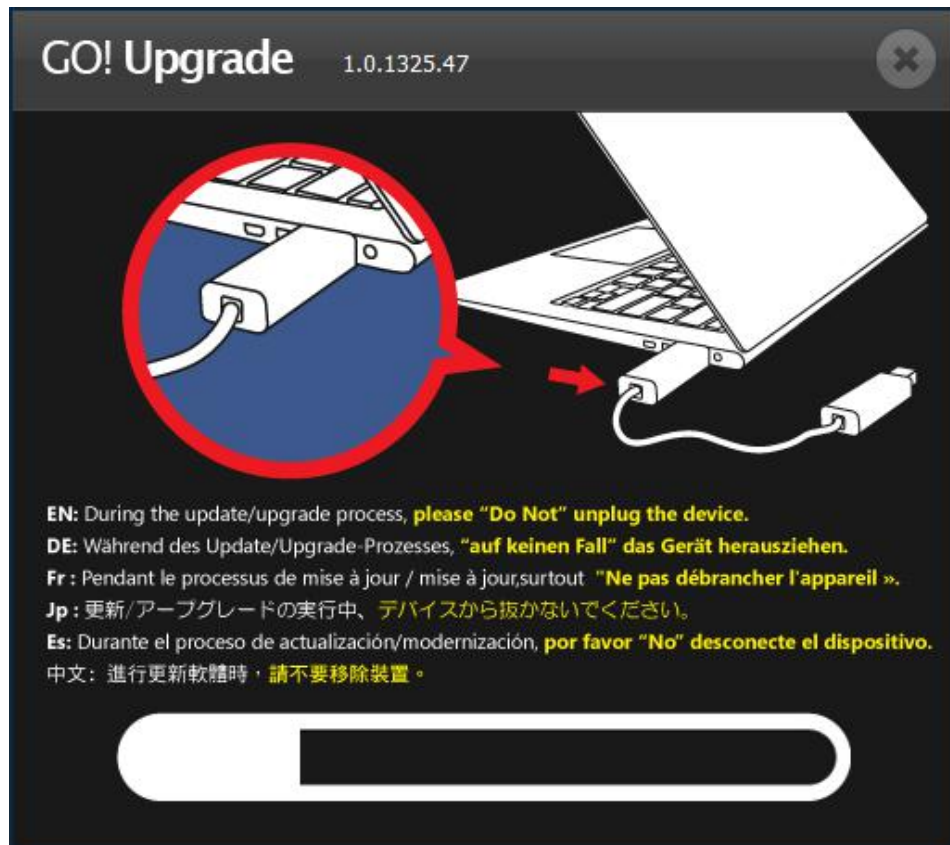 GO! Upgrade 1.0.1325.47
EN: During the update/upgrade process, please “Do Not” unplug the device.
DE: Während des Update/Upgrade-Prozesses, “auf keinen Fall” das Gerät herausziehen.
Fr : Pendant le processus de mise à jour / mise à jour,surtout "Ne pas débrancher l'appareil ».
Jp : 更新/アープグレードの実行中、デバイスから抜かないでください。
Es: Durante el proceso de actualización/modernización, por favor “No” desconecte el dispositivo.
中文: 進行更新軟體時，請不要移除裝置。